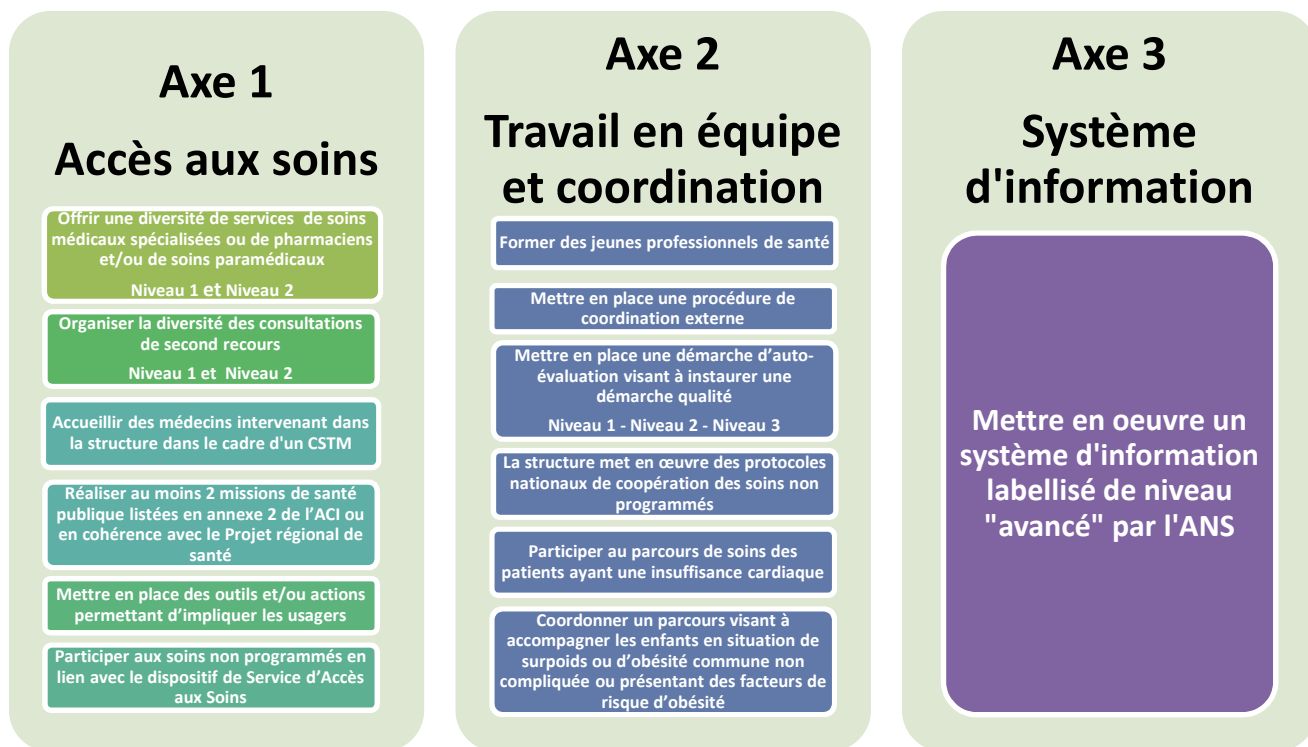 Axe 1
Accès aux soins
Offrir une diversité de services de soins
médicaux spécialisées ou de pharmaciens
et/ou de soins paramédicaux
Niveau 1 et Niveau 2
Organiser la diversité des consultations
de second recours
Niveau 1 et Niveau 2
Accueillir des médecins intervenant dans
la structure dans le cadre d'un CSTM
Réaliser au moins 2 missions de santé
publique listées en annexe 2 de l’ACI ou
en cohérence avec le Projet régional de
santé
Mettre en place des outils et/ou actions
permettant d’impliquer les usagers
Participer aux soins non programmés en
lien avec le dispositif de Service d’Accès
aux Soins
Axe 2
Travail en équipe
et coordination
Former des jeunes professionnels de santé
Mettre en place une procédure de
coordination externe
Mettre en place une démarche d’auto-
évaluation visant à instaurer une
démarche qualité
Niveau 1 - Niveau 2 - Niveau 3
La structure met en œuvre des protocoles
nationaux de coopération des soins non
programmés
Participer au parcours de soins des
patients ayant une insuffisance cardiaque
Coordonner un parcours visant à
accompagner les enfants en situation de
surpoids ou d’obésité commune non
compliquée ou présentant des facteurs de
risque d’obésité
Axe 3
Système
d'information
Mettre en oeuvre un
système d'information
labellisé de niveau
"avancé" par l'ANS